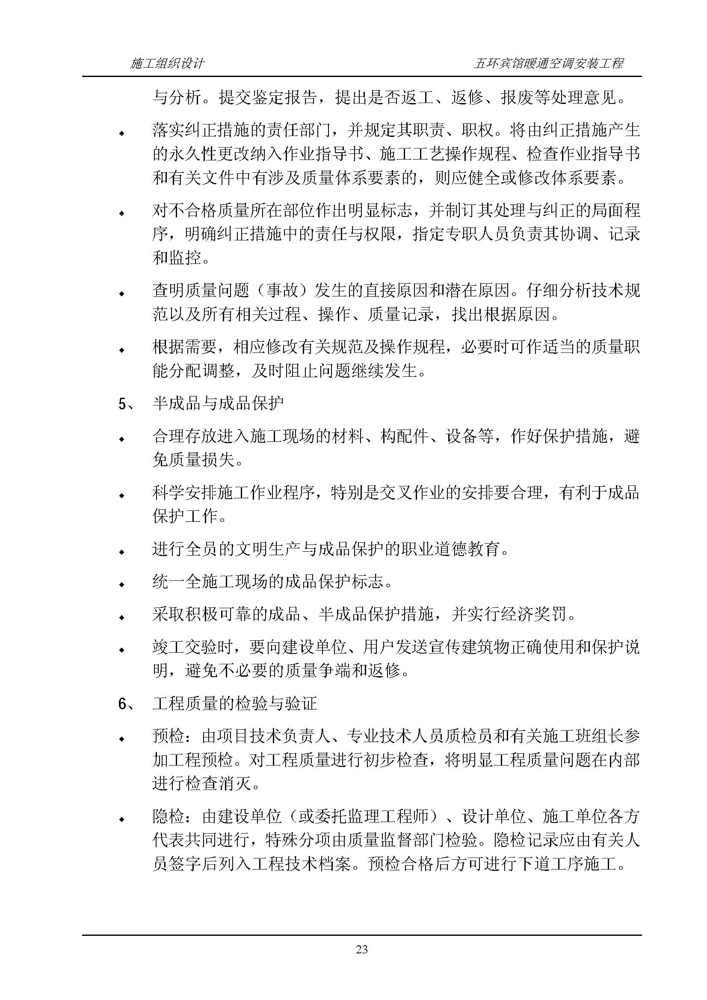 施工组织设计 五环宾馆暖通空调安装工程
与分析。提交鉴定报告，提出是否返工、返修、报废等处理意见。
◆ 落实纠正措施的责任部门，并规定其职责、职权。将由纠正措施产生
的永久性更改纳入作业指导书、施工工艺操作规程、检查作业指导书
和有关文件中有涉及质量体系要素的，则应健全或修改体系要素。
◆ 对不合格质量所在部位作出明显标志，并制订其处理与纠正的局面程
序，明确纠正措施中的责任与权限，指定专职人员负责其协调、记录
和监控。
◆ 查明质量问题（事故）发生的直接原因和潜在原因。仔细分析技术规
范以及所有相关过程、操作、质量记录，找出根据原因。
◆ 根据需要，相应修改有关规范及操作规程，必要时可作适当的质量职
能分配调整，及时阻止问题继续发生。
5、 半成品与成品保护
◆ 合理存放进入施工现场的材料、构配件、设备等，作好保护措施，避
免质量损失。
◆ 科学安排施工作业程序，特别是交叉作业的安排要合理，有利于成品
保护工作。
◆ 进行全员的文明生产与成品保护的职业道德教育。
◆ 统一全施工现场的成品保护标志。
◆ 采取积极可靠的成品、半成品保护措施，并实行经济奖罚。
◆ 竣工交验时，要向建设单位、用户发送宣传建筑物正确使用和保护说
明，避免不必要的质量争端和返修。
6、 工程质量的检验与验证
◆ 预检：由项目技术负责人、专业技术人员质检员和有关施工班组长参
加工程预检。对工程质量进行初步检查，将明显工程质量问题在内部
进行检查消灭。
◆ 隐检：由建设单位（或委托监理工程师）、设计单位、施工单位各方
代表共同进行，特殊分项由质量监督部门检验。隐检记录应由有关人
员签字后列入工程技术档案。预检合格后方可进行下道工序施工。
23